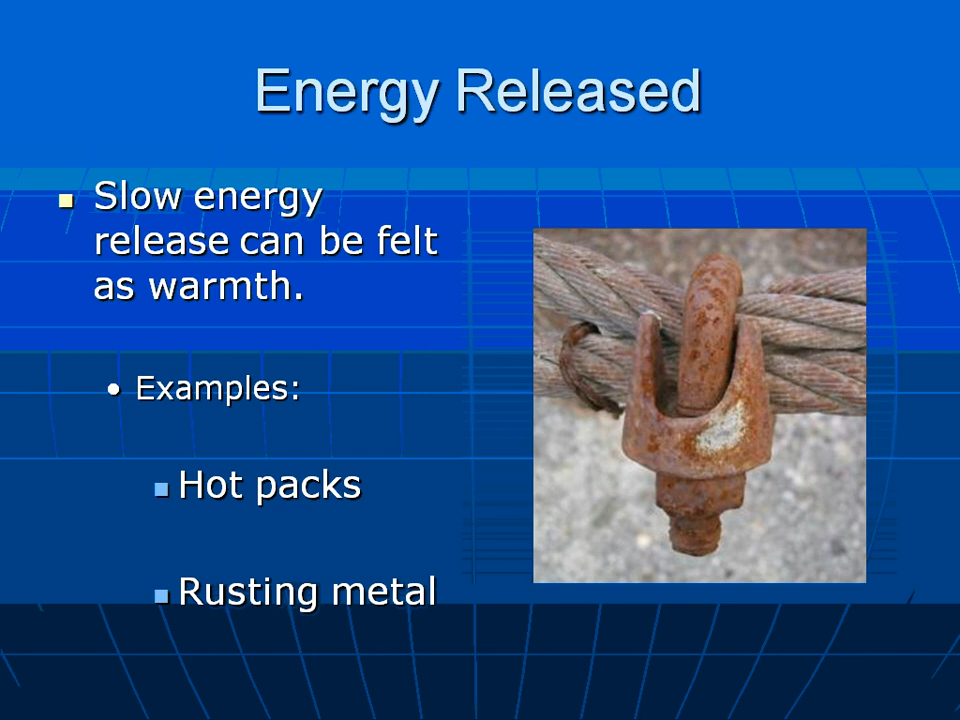 Energy Released
Slow energy
release can be felt
as warmth.
• Examples:
Hot packs
Rusting metal